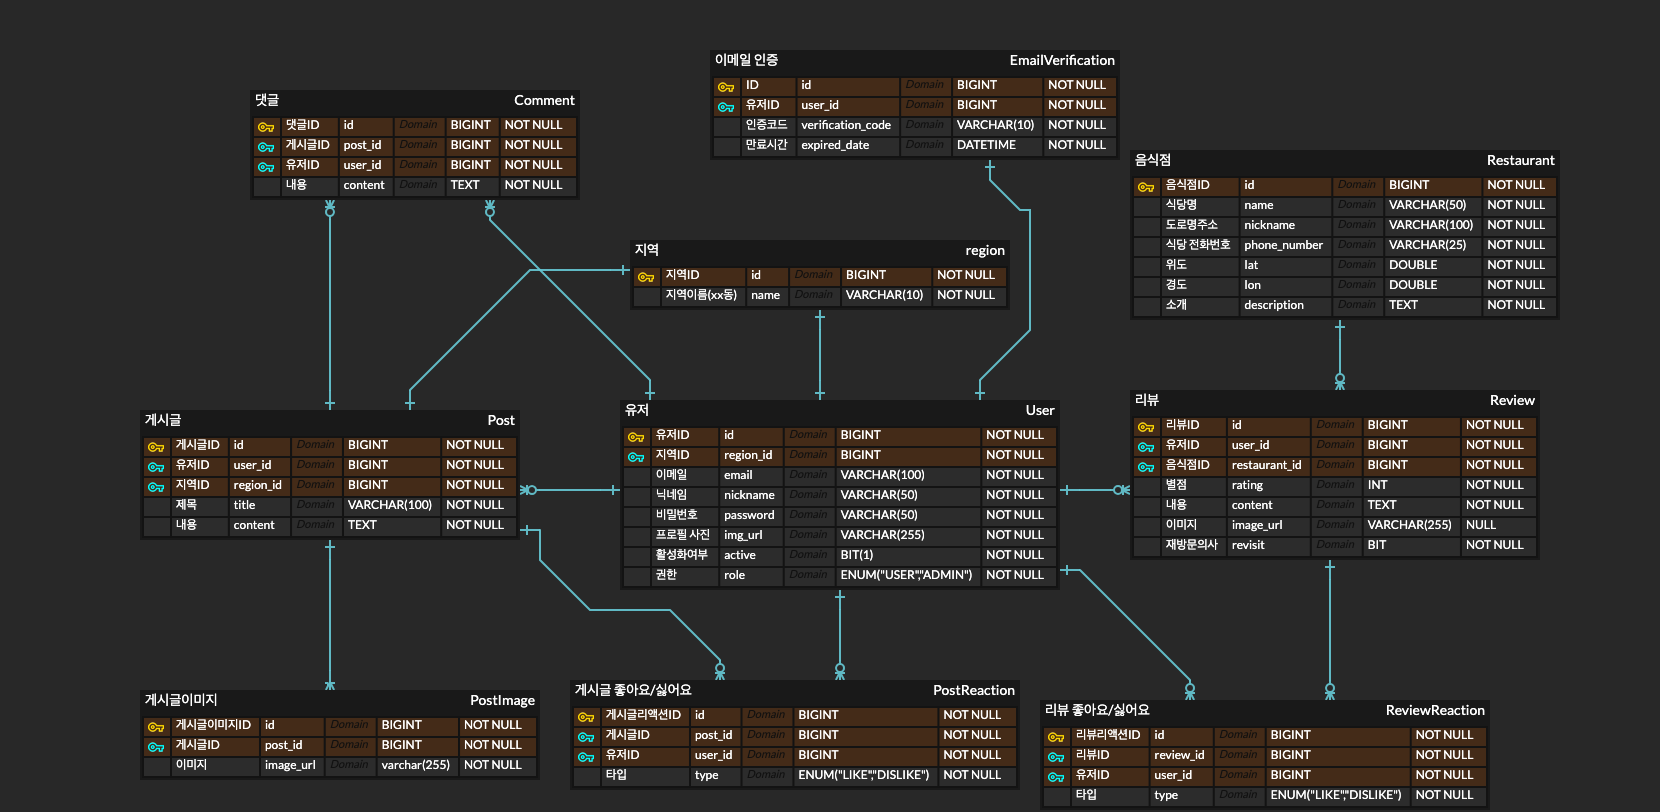 이메일 인증 EmailVerification
ID id Domain BIGINT NOT NULL
유저ID user_id Domain BIGINT NOT NULL
인증코드 verification_code Domain VARCHAR(10) NOT NULL
만료시간 expired_date Domain DATETIME NOT NULL
댓글 Comment
댓글ID id Domain BIGINT NOT NULL
게시글ID post_id Domain BIGINT NOT NULL
유저ID user_id Domain BIGINT NOT NULL
내용 content Domain TEXT NOT NULL
음식점 Restaurant
음식점ID id Domain BIGINT NOT NULL
식당명 name Domain VARCHAR(50) NOT NULL
도로명주소 nickname Domain VARCHAR(100) NOT NULL
식당 전화번호 phone_number Domain VARCHAR(25) NOT NULL
위도 lat Domain DOUBLE NOT NULL
경도 lon Domain DOUBLE NOT NULL
소개 description Domain TEXT NOT NULL
지역 region
지역ID id Domain BIGINT NOT NULL
지역이름(xx동) name Domain VARCHAR(10) NOT NULL
게시글 Post
게시글ID id Domain BIGINT NOT NULL
유저ID user_id Domain BIGINT NOT NULL
지역ID region_id Domain BIGINT NOT NULL
제목 title Domain VARCHAR(100) NOT NULL
내용 content Domain TEXT NOT NULL
유저 User
유저ID id Domain BIGINT NOT NULL
지역ID region_id Domain BIGINT NOT NULL
이메일 email Domain VARCHAR(100) NOT NULL
닉네임 nickname Domain VARCHAR(50) NOT NULL
비밀번호 password Domain VARCHAR(50) NOT NULL
프로필 사진 img_url Domain VARCHAR(255) NOT NULL
활성화여부 active Domain BIT(1) NOT NULL
권한 role Domain ENUM("USER","ADMIN") NOT NULL
리뷰 Review
리뷰ID id Domain BIGINT NOT NULL
유저ID user_id Domain BIGINT NOT NULL
음식점ID restaurant_id Domain BIGINT NOT NULL
별점 rating Domain INT NOT NULL
내용 content Domain TEXT NOT NULL
이미지 image_url Domain VARCHAR(255) NULL
재방문의사 revisit Domain BIT NOT NULL
게시글이미지 PostImage
게시글이미지ID id Domain BIGINT NOT NULL
게시글ID post_id Domain BIGINT NOT NULL
이미지 image_url Domain varchar(255) NOT NULL
게시글 좋아요/싫어요 PostReaction
게시글리액션ID id Domain BIGINT NOT NULL
게시글ID post_id Domain BIGINT NOT NULL
유저ID user_id Domain BIGINT NOT NULL
타입 type Domain ENUM("LIKE","DISLIKE") NOT NULL
리뷰 좋아요/싫어요 ReviewReaction
리뷰리액션ID id Domain BIGINT NOT NULL
리뷰ID review_id Domain BIGINT NOT NULL
유저ID user_id Domain BIGINT NOT NULL
타입 type Domain ENUM("LIKE","DISLIKE") NOT NULL